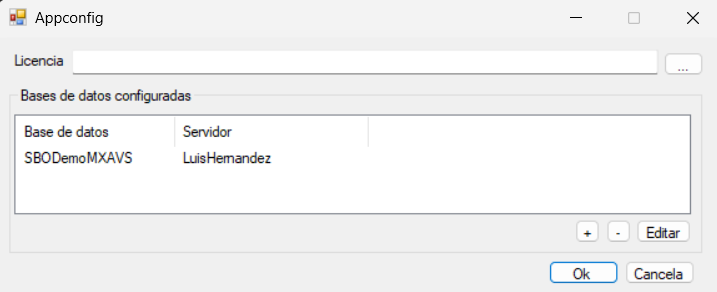 Appconfig
Licencia
...
Bases de datos configuradas
Base de datos Servidor
SBODemoMXAVS LuisHernandez
+ - Editar
Ok Cancela